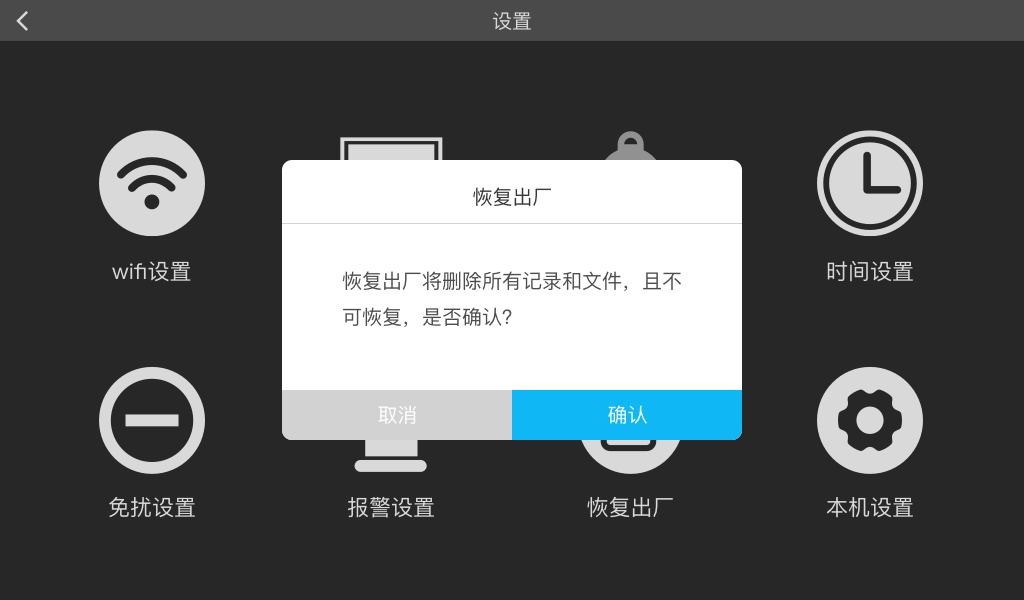 设置
wifi设置
时间设置
恢复出厂
恢复出厂将删除所有记录和文件，且不
可恢复，是否确认?
取消
确认
免扰设置
报警设置
恢复出厂
本机设置